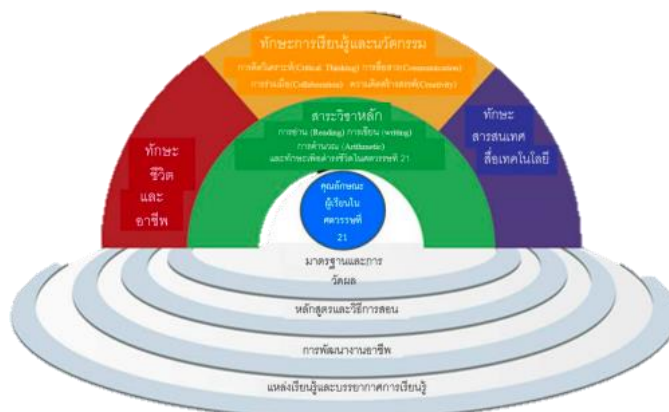 ทักษะการเรียนรู้และนวัตกรรม
การคิดวิเคราะห์(Critical Thinking) การสื่อสาร(Communication)
การร่วมมือ(Collaboration) ความคิดสร้างสรรค์(Creativity)
สาระวิชาหลัก
การอ่าน (Reading) การเขียน (writing)
การคำนวณ (Arithmetic)
และทักษะเพื่อดำรงชีวิตในศตวรรษที่ 21
ทักษะ
ชีวิต
และ
อาชีพ
ทักษะ
สารสนเทศ
สื่อเทคโนโลยี
คุณลักษณะ
ผู้เรียนใน
ศตวรรษที่
21
มาตรฐานและการ
วัดผล
หลักสูตรและวิธีการสอน
การพัฒนางานอาชีพ
แหล่งเรียนรู้และบรรยากาศการเรียนรู้